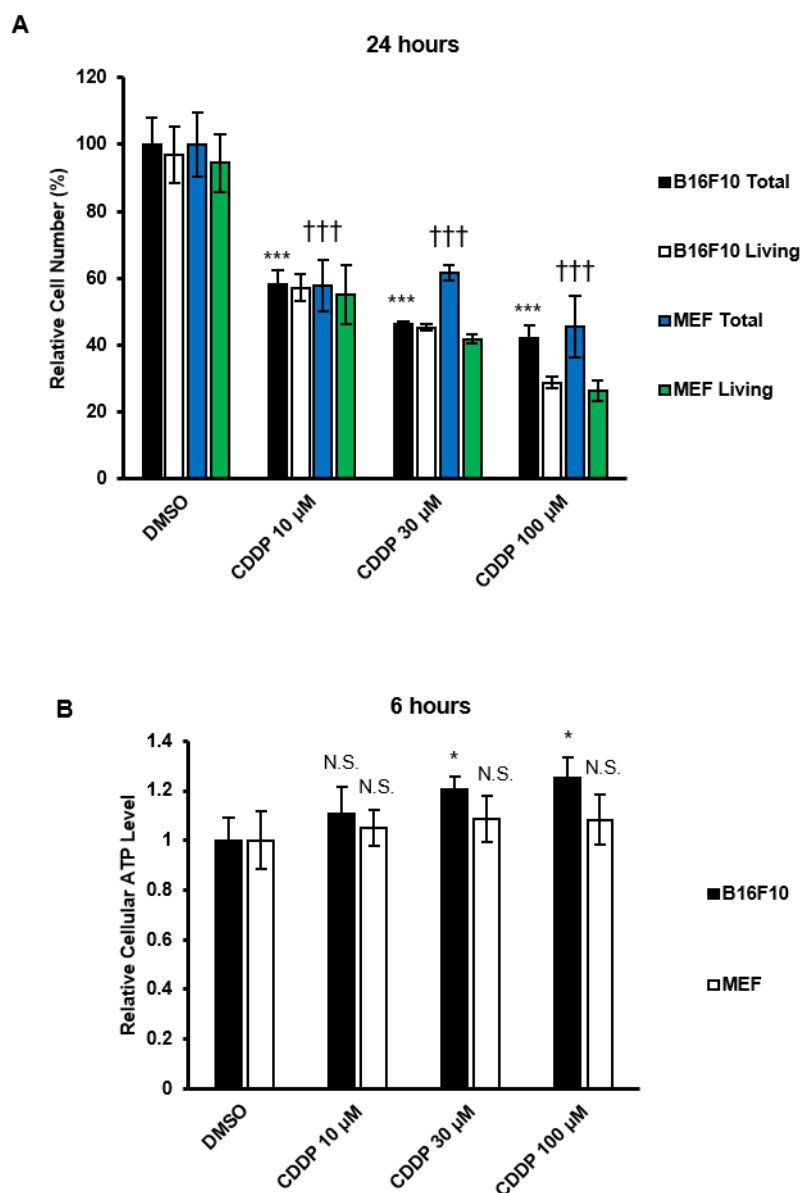 A
24 hours
Relative Cell Number (%)
120
100
80
60
40
20
0
***
†††
***
†††
***
†††
DMSO
CDDP 10 µM
CDDP 30 µM
CDDP 100 µM
B16F10 Total
B16F10 Living
MEF Total
MEF Living
B
6 hours
Relative Cellular ATP Level
1.4
1.2
1
0.8
0.6
0.4
0.2
0
N.S.
N.S.
*
N.S.
*
N.S.
DMSO
CDDP 10 µM
CDDP 30 µM
CDDP 100 µM
B16F10
MEF